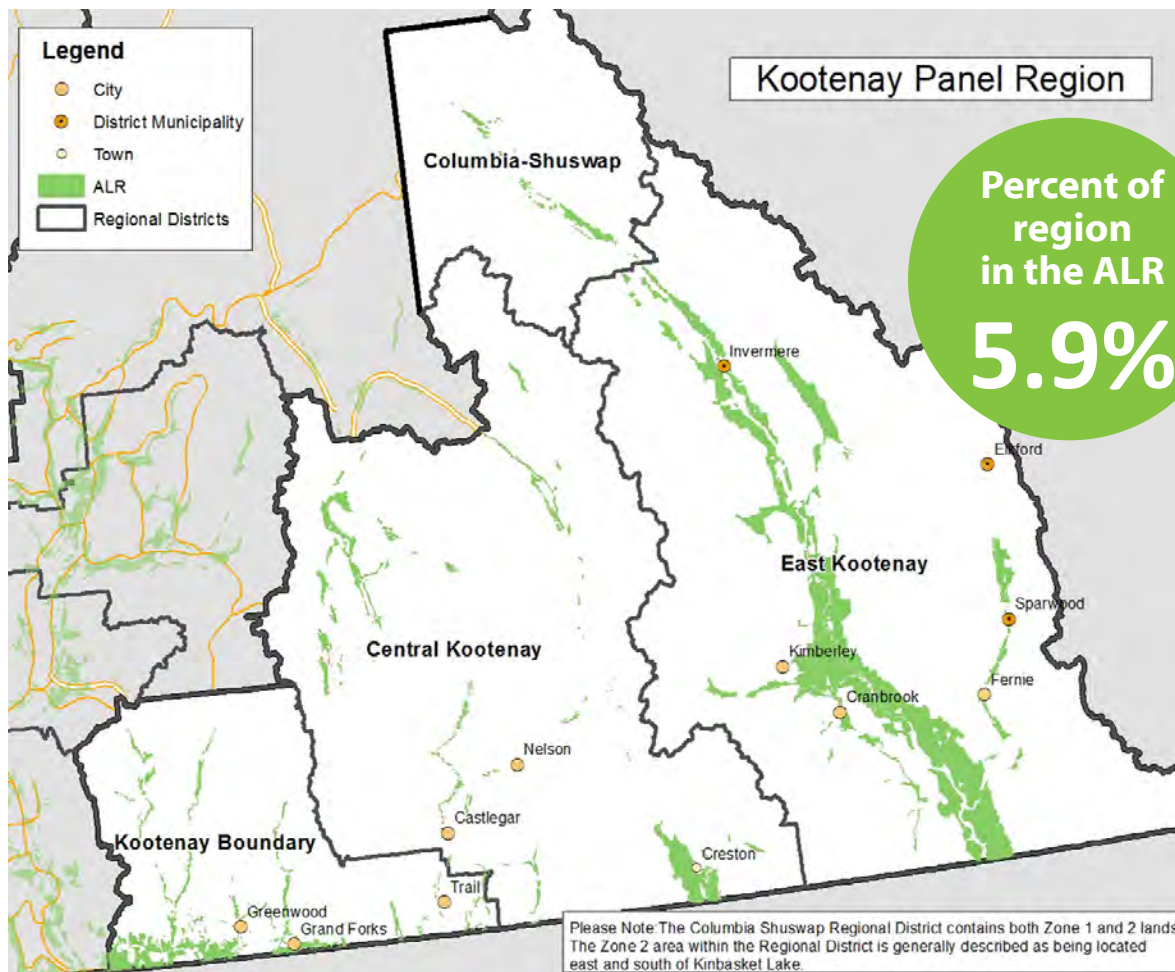 Legend
City
District Municipality
Town
ALR
Regional Districts
Kootenay Panel Region
Percent of
region
in the ALR
5.9%
Columbia-Shuswap
Invermere
Elkford
East Kootenay
Sparwood
Kimberley
Fernie
Cranbrook
Central Kootenay
Nelson
Castlegar
Kootenay Boundary
Creston
Trail
Greenwood
Grand Forks
Please Note:The Columbia Shuswap Regional District contains both Zone 1 and 2 lands
The Zone 2 area within the Regional District is generally described as being located
east and south of Kinbasket Lake.